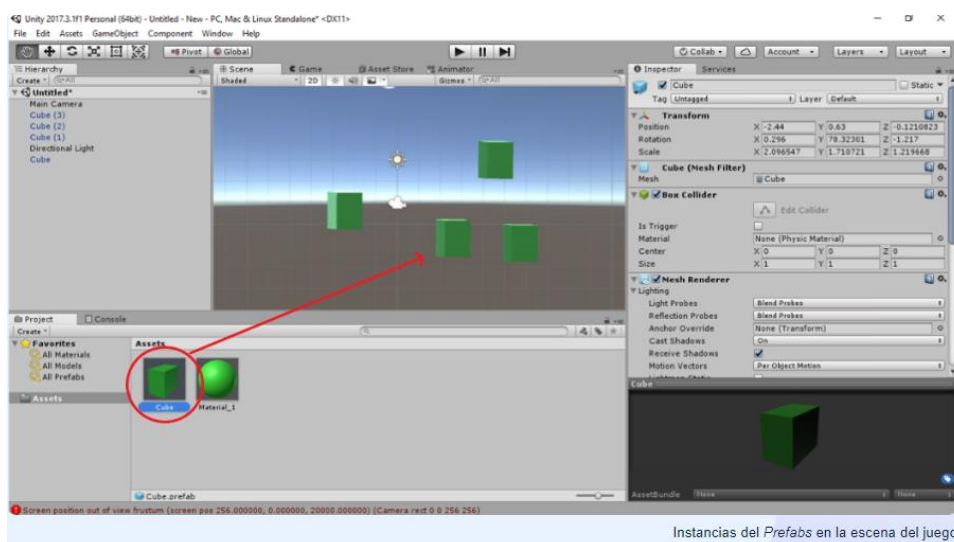 Unity 2017.3.1f1 Personal (64bit) - Untitled - New - PC, Mac & Linux Standalone* <DX11>
File Edit Assets GameObject Component Window Help
Pivot Global Collab Account Layers Layout
Hierarchy
Create All
Untitled*
Main Camera
Cube (3)
Cube (2)
Cube (1)
Directional Light
Cube
Scene Game Asset Store Animator
Shaded 2D Gizmos All
Inspector Services
Cube Static
Tag Untagged Layer Default
Transform
Position X -2.44 Y 0.63 Z -0.1210823
Rotation X 0.296 Y 78.32301 Z -1.217
Scale X 2.096547 Y 1.710721 Z 1.219668
Cube (Mesh Filter)
Mesh Cube
Box Collider
Edit Collider
Is Trigger
Material None (Physic Material)
Center X 0 Y 0 Z 0
Size X 1 Y 1 Z 1
Mesh Renderer
Lighting
Light Probes Blend Probes
Reflection Probes Blend Probes
Anchor Override None (Transform)
Cast Shadows On
Receive Shadows
Motion Vectors Per Object Motion
Project Console
Create
Favorites
All Materials
All Models
All Prefabs
Assets
Assets
Cube Material_1
Cube.prefab
Cube
AssetBundle None None
Screen position out of view frustum (screen pos 256.000000, 0.000000, 20000.000000) (Camera rect 0 0 256 256)
Instancias del Prefabs en la escena del juego